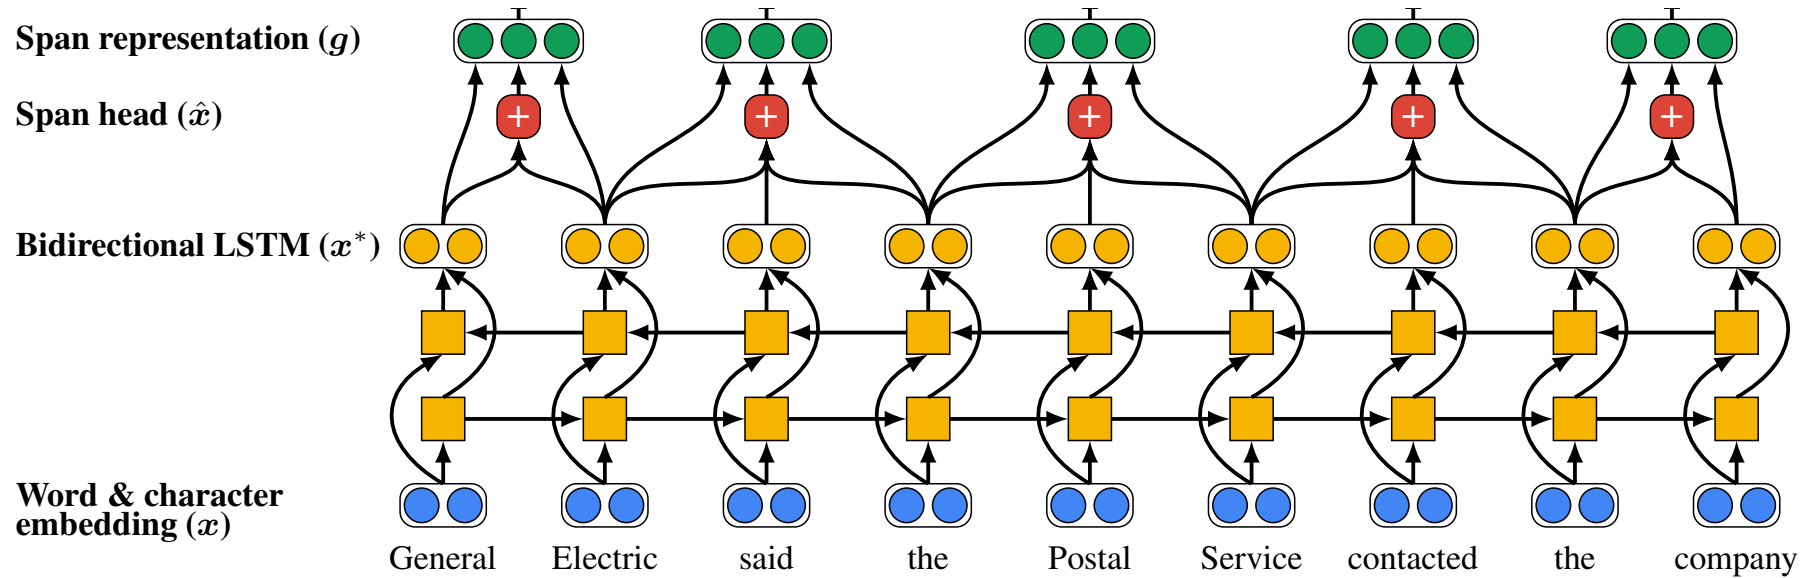 Span representation (g)
Span head (x̂)
+ + + + +
Bidirectional LSTM (x*)
Word & character
embedding (x)
General Electric said the Postal Service contacted the company